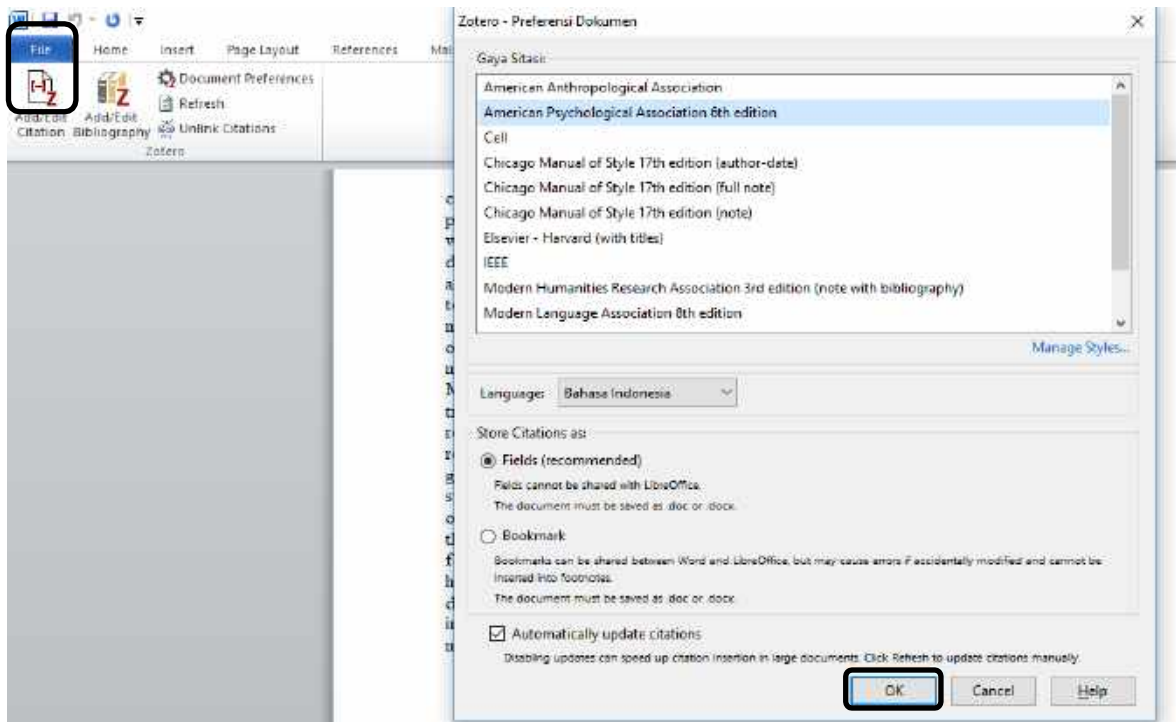 Zotero - Preferensi Dokumen
File Home Insert Page Layout References Mai
Add/Edit Citation
Add/Edit Bibliography
Document Preferences
Refresh
Unlink Citations
Zotero
Gaya Sitasi:
American Anthropological Association
American Psychological Association 6th edition
Cell
Chicago Manual of Style 17th edition (author-date)
Chicago Manual of Style 17th edition (full note)
Chicago Manual of Style 17th edition (note)
Elsevier - Harvard (with titles)
IEEE
Modern Humanities Research Association 3rd edition (note with bibliography)
Modern Language Association 8th edition
Manage Styles...
Language: Bahasa Indonesia
Store Citations as:
Fields (recommended)
Fields cannot be shared with LibreOffice.
The document must be saved as .doc or .docx.
Bookmark
Bookmarks can be shared between Word and LibreOffice, but may cause errors if accidentally modified and cannot be
inserted into footnotes.
The document must be saved as .doc or .docx.
Automatically update citations
Disabling updates can speed up citation insertion in large documents. Click Refresh to update citations manually.
OK Cancel Help